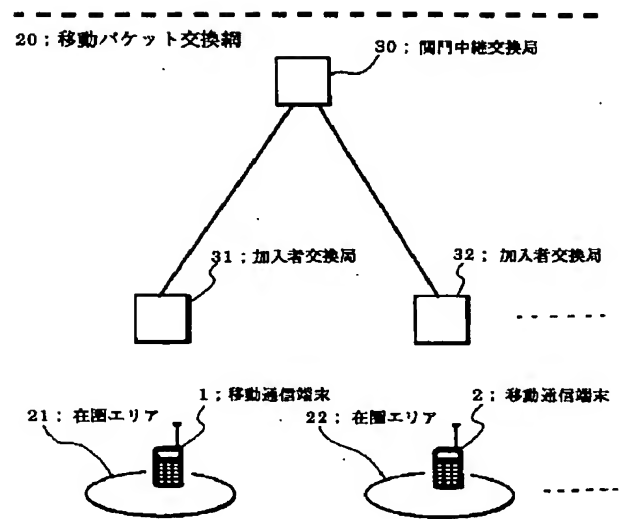 20；移動パケット交換網
30；関門中継交換局
31；加入者交換局
32；加入者交換局
1；移動通信端末
2；移動通信端末
21；在圏エリア
22；在圏エリア